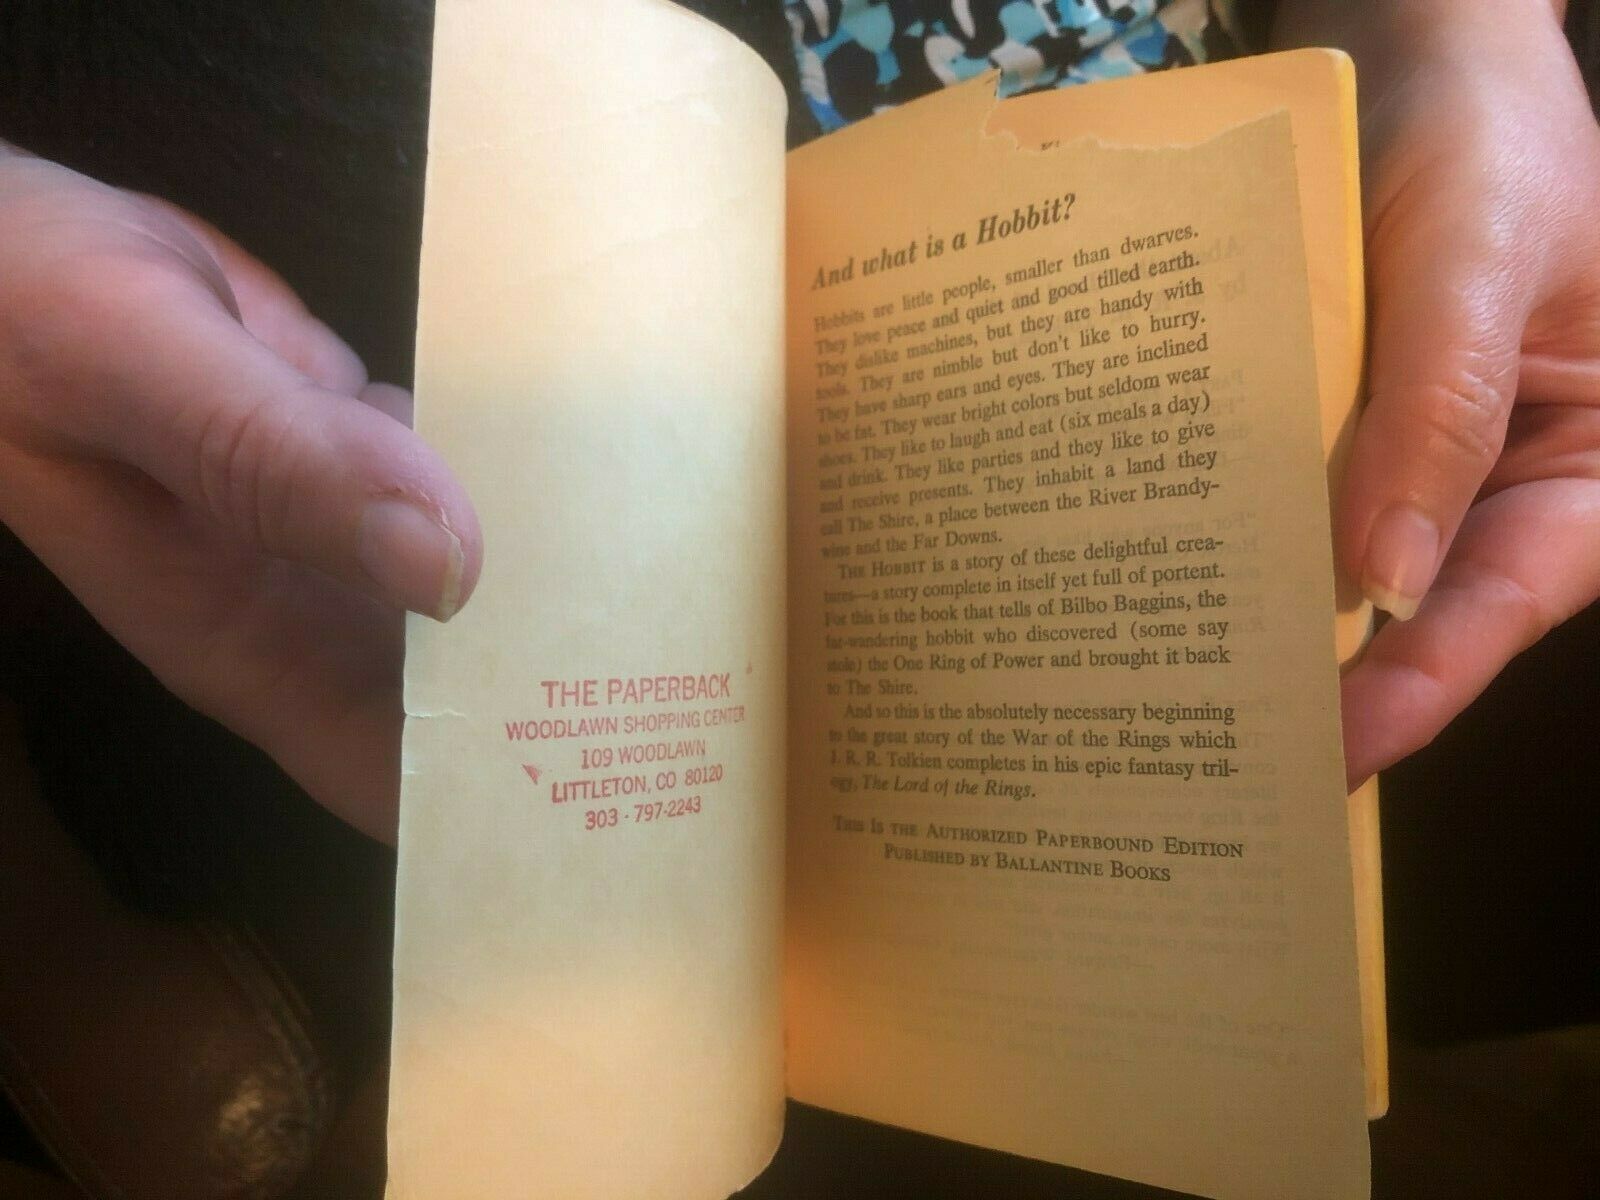 THE PAPERBACK
WOODLAWN SHOPPING CENTER
109 WOODLAWN
LITTLETON, CO 80120
303 - 797-2243
And what is a Hobbit?
Hobbits are little people, smaller than dwarves.
They love peace and quiet and good tilled earth.
They dislike machines, but they are handy with
tools. They are nimble but don't like to hurry.
They have sharp ears and eyes. They are inclined
to be fat. They wear bright colors but seldom wear
shoes. They like to laugh and eat (six meals a day)
and drink. They like parties and they like to give
and receive presents. They inhabit a land they
call The Shire, a place between the River Brandy-
wine and the Far Downs.
THE HOBBIT is a story of these delightful crea-
tures—a story complete in itself yet full of portent.
For this is the book that tells of Bilbo Baggins, the
far-wandering hobbit who discovered (some say
stole) the One Ring of Power and brought it back
to The Shire.
And so this is the absolutely necessary beginning
to the great story of the War of the Rings which
J. R. R. Tolkien completes in his epic fantasy tril-
ogy, The Lord of the Rings.
THIS IS THE AUTHORIZED PAPERBOUND EDITION
PUBLISHED BY BALLANTINE BOOKS